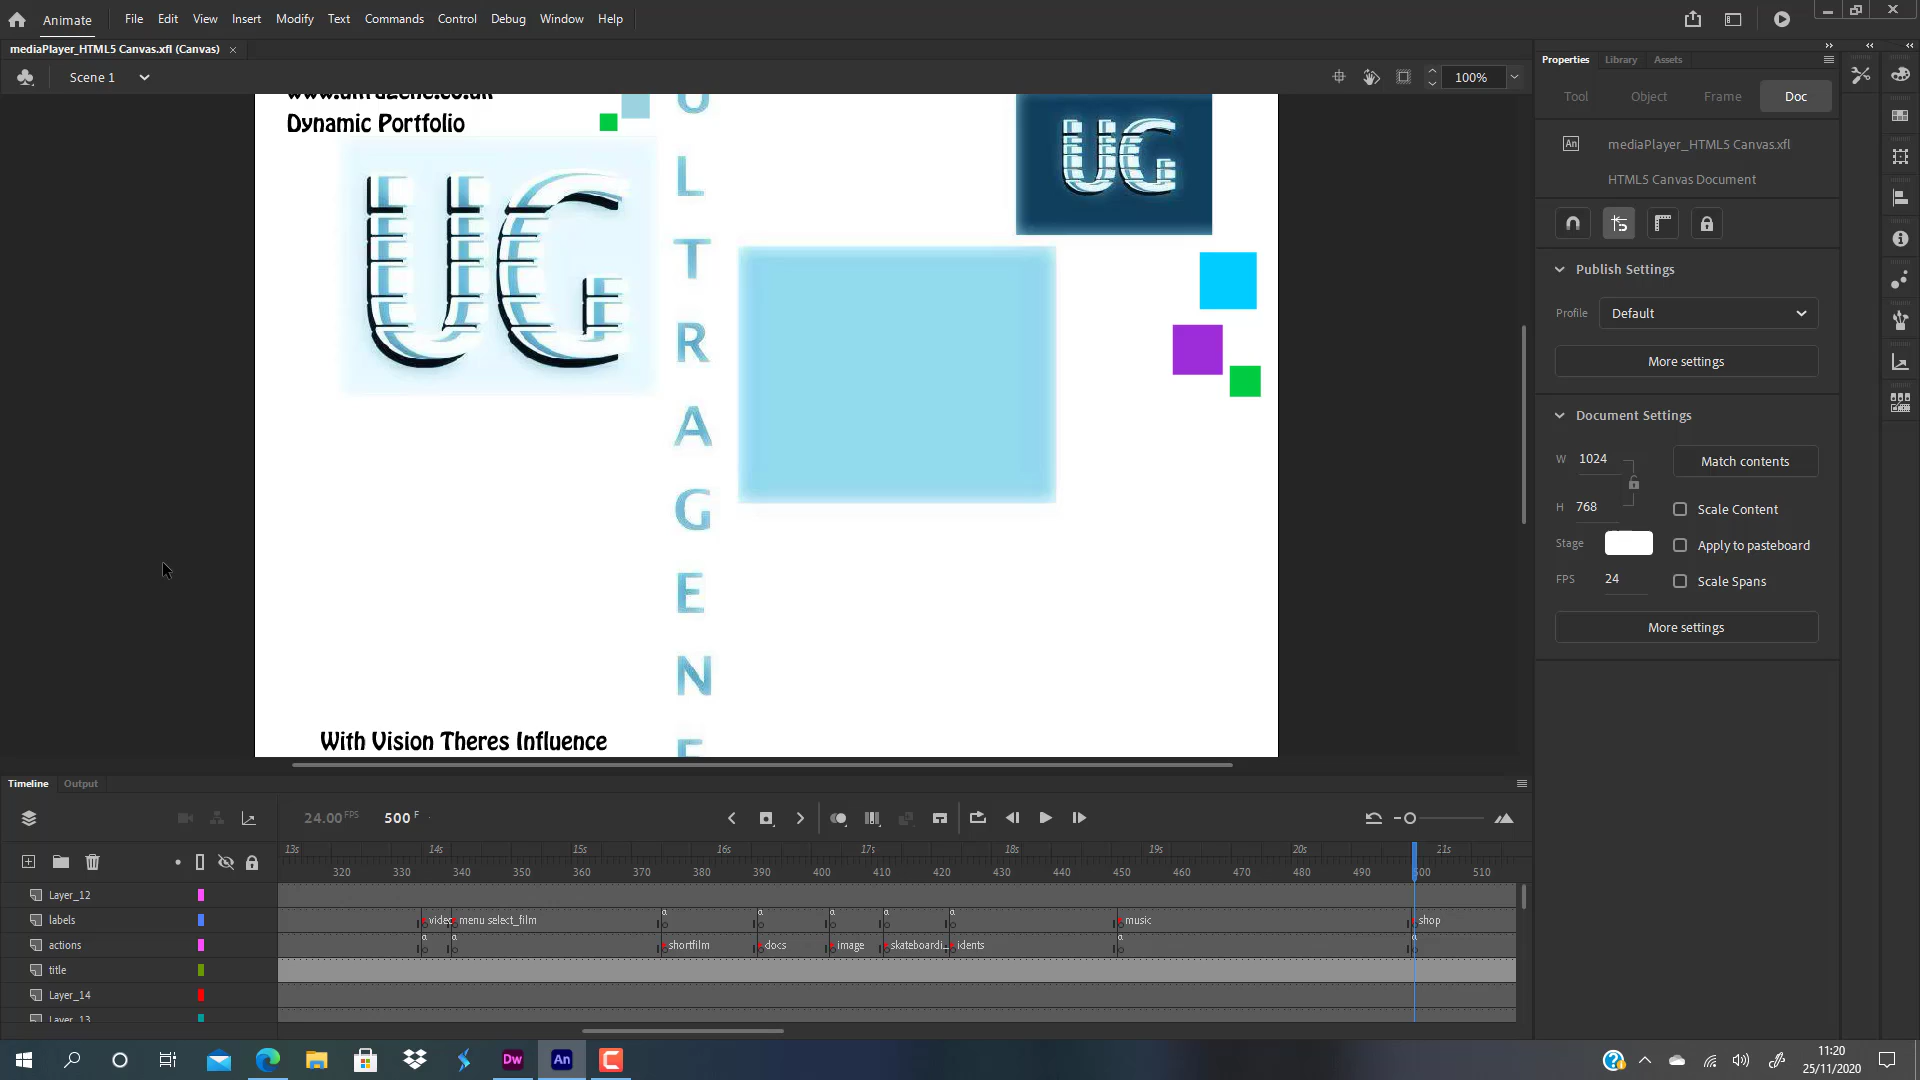 Animate
File
Edit
View
Insert
Modify
Text
Commands
Control
Debug
Window
Help
mediaPlayer_HTML5 Canvas.xfl (Canvas)
Scene 1
100%
Dynamic Portfolio
UG
U
L
T
R
A
G
E
N
E
UG
With Vision Theres Influence
Properties
Library
Assets
Tool
Object
Frame
Doc
An
mediaPlayer_HTML5 Canvas.xfl
HTML5 Canvas Document
Publish Settings
Profile
Default
More settings
Document Settings
W 1024
Match contents
H 768
Scale Content
Stage
Apply to pasteboard
FPS 24
Scale Spans
More settings
Timeline
Output
24.00 FPS
500 F
13s 14s 15s 16s 17s 18s 19s 20s 21s
320 330 340 350 360 370 380 390 400 410 420 430 440 450 460 470 480 490 500 510
Layer_12
labels
menu select_film
music
shop
actions
shortfilm
docs
image
skateboardi...
idents
title
Layer_14
Layer_13
Dw
An
11:20
25/11/2020